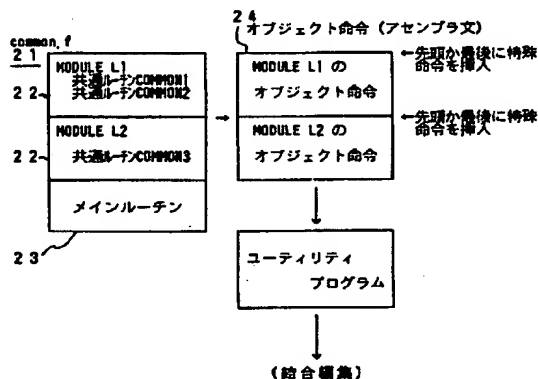 common.f
21
MODULE L1
共通ルーチンCOMMON1
22 共通ルーチンCOMMON2
MODULE L2
22 共通ルーチンCOMMON3
メインルーチン
23
24
オブジェクト命令（アセンブラ文）
MODULE L1 の
オブジェクト命令
MODULE L2 の
オブジェクト命令
←先頭か最後に特殊
命令を挿入
←先頭か最後に特殊
命令を挿入
ユーティリティ
プログラム
(結合編集)